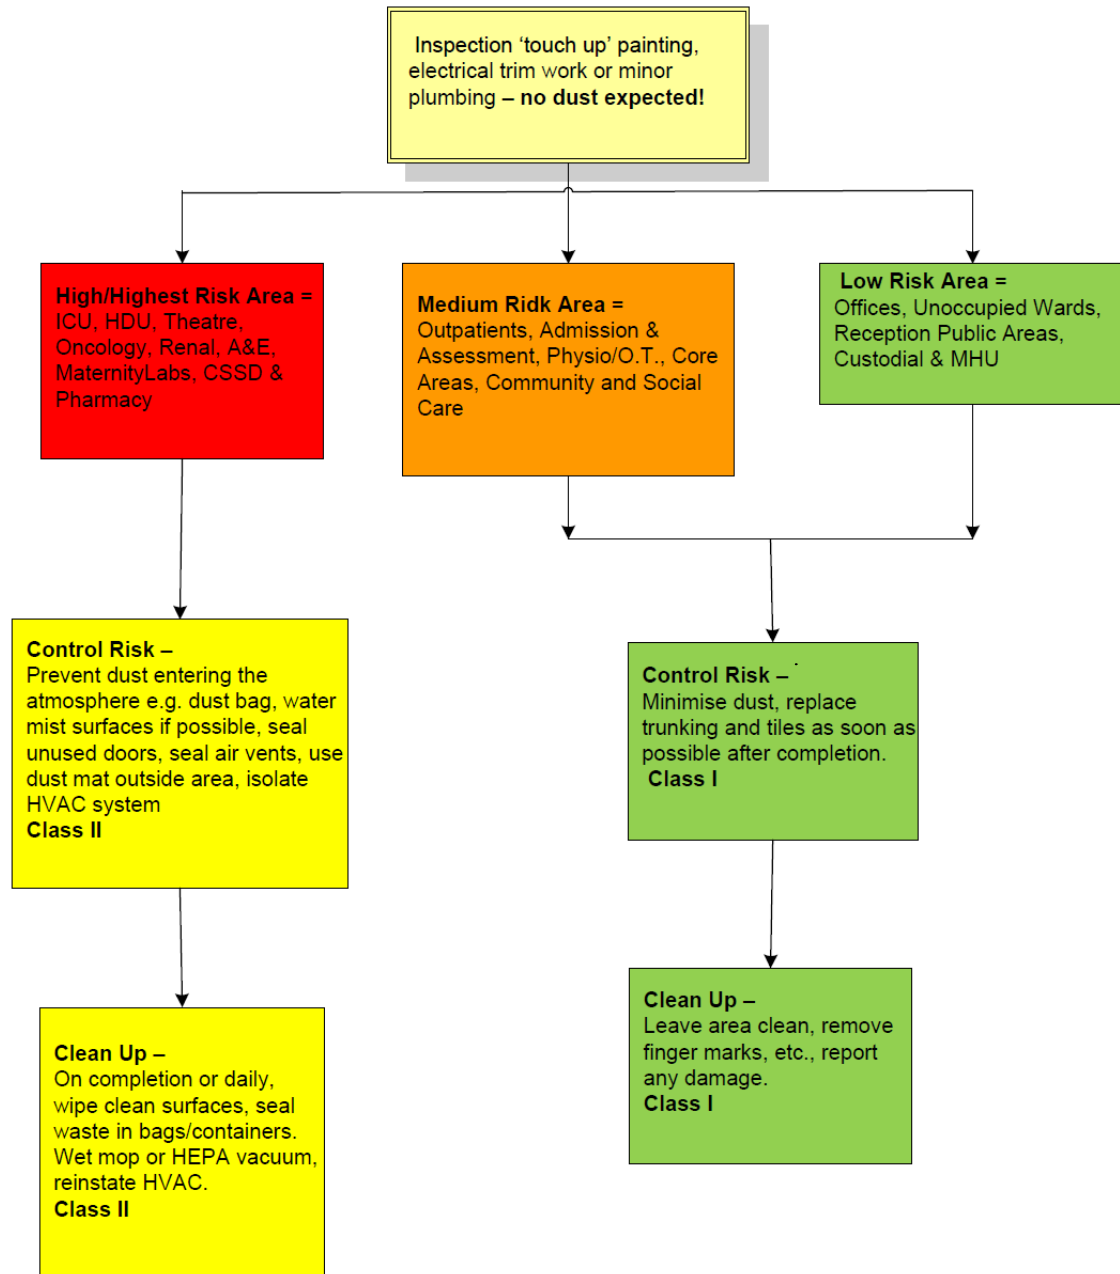 Inspection ‘touch up’ painting,
electrical trim work or minor
plumbing – no dust expected!
High/Highest Risk Area =
ICU, HDU, Theatre,
Oncology, Renal, A&E,
MaternityLabs, CSSD &
Pharmacy
Medium Ridk Area =
Outpatients, Admission &
Assessment, Physio/O.T., Core
Areas, Community and Social
Care
Low Risk Area =
Offices, Unoccupied Wards,
Reception Public Areas,
Custodial & MHU
Control Risk –
Prevent dust entering the
atmosphere e.g. dust bag, water
mist surfaces if possible, seal
unused doors, seal air vents, use
dust mat outside area, isolate
HVAC system
Class II
Control Risk –
Minimise dust, replace
trunking and tiles as soon as
possible after completion.
Class I
Clean Up –
On completion or daily,
wipe clean surfaces, seal
waste in bags/containers.
Wet mop or HEPA vacuum,
reinstate HVAC.
Class II
Clean Up –
Leave area clean, remove
finger marks, etc., report
any damage.
Class I